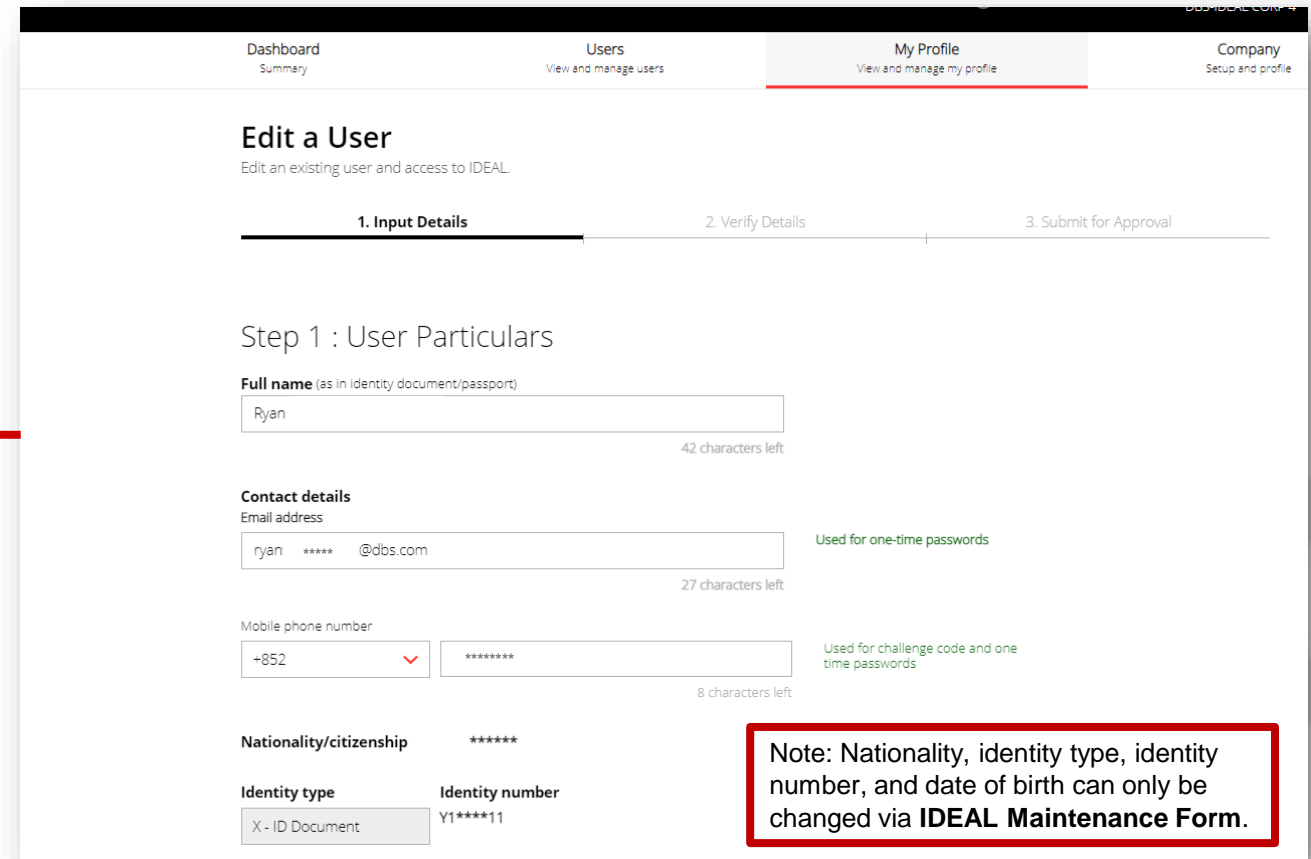 DBS-IDEAL CORP 4
Dashboard
Summary
Users
View and manage users
My Profile
View and manage my profile
Company
Setup and profile
Edit a User
Edit an existing user and access to IDEAL.
1. Input Details
2. Verify Details
3. Submit for Approval
Step 1 : User Particulars
Full name (as in identity document/passport)
Ryan
42 characters left
Contact details
Email address
ryan ***** @dbs.com
Used for one-time passwords
27 characters left
Mobile phone number
+852
********
Used for challenge code and one
time passwords
8 characters left
Nationality/citizenship ******
Identity type
Identity number
X - ID Document
Y1****11
Note: Nationality, identity type, identity
number, and date of birth can only be
changed via IDEAL Maintenance Form.